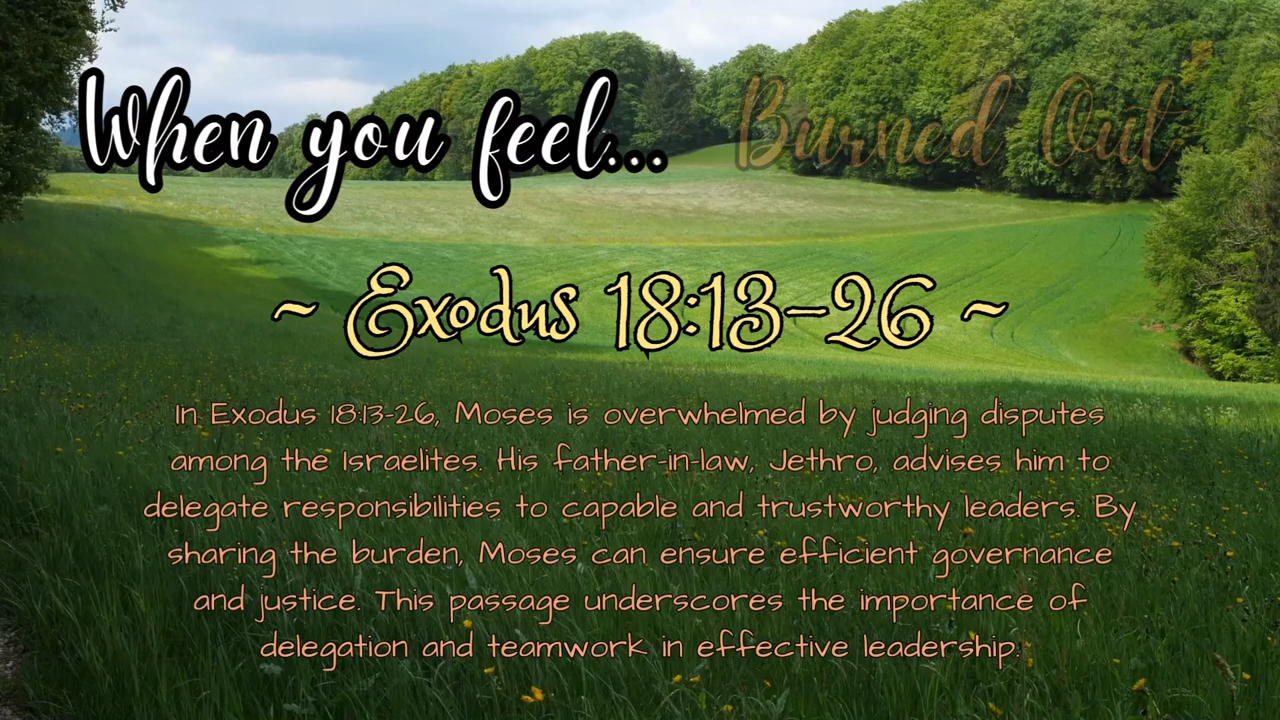 When you feel... Burned Out
~ Exodus 18:13-26 ~
In Exodus 18:13-26, Moses is overwhelmed by judging disputes
among the Israelites. His father-in-law, Jethro, advises him to
delegate responsibilities to capable and trustworthy leaders. By
sharing the burden, Moses can ensure efficient governance
and justice. This passage underscores the importance of
delegation and teamwork in effective leadership.